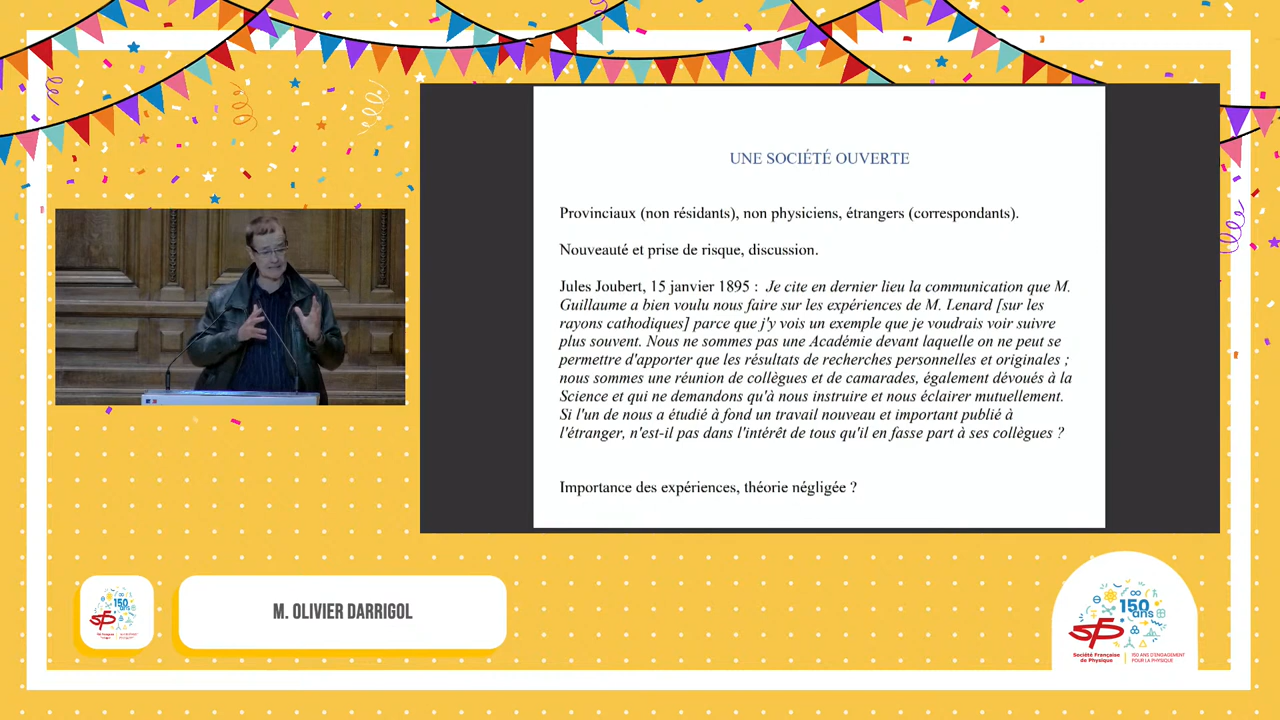 UNE SOCIÉTÉ OUVERTE
Provinciaux (non résidants), non physiciens, étrangers (correspondants).
Nouveauté et prise de risque, discussion.
Jules Joubert, 15 janvier 1895 : Je cite en dernier lieu la communication que M.
Guillaume a bien voulu nous faire sur les expériences de M. Lenard [sur les
rayons cathodiques] parce que j'y vois un exemple que je voudrais voir suivre
plus souvent. Nous ne sommes pas une Académie devant laquelle on ne peut se
permettre d'apporter que les résultats de recherches personnelles et originales ;
nous sommes une réunion de collègues et de camarades, également dévoués à la
Science et qui ne demandons qu'à nous instruire et nous éclairer mutuellement.
Si l'un de nous a étudié à fond un travail nouveau et important publié à
l'étranger, n'est-il pas dans l'intérêt de tous qu'il en fasse part à ses collègues ?
Importance des expériences, théorie négligée ?
150
ans
sfp
M. OLIVIER DARRIGOL
150
ans
sfp
Société Française
de Physique
150 ANS D'ENGAGEMENT
POUR LA PHYSIQUE